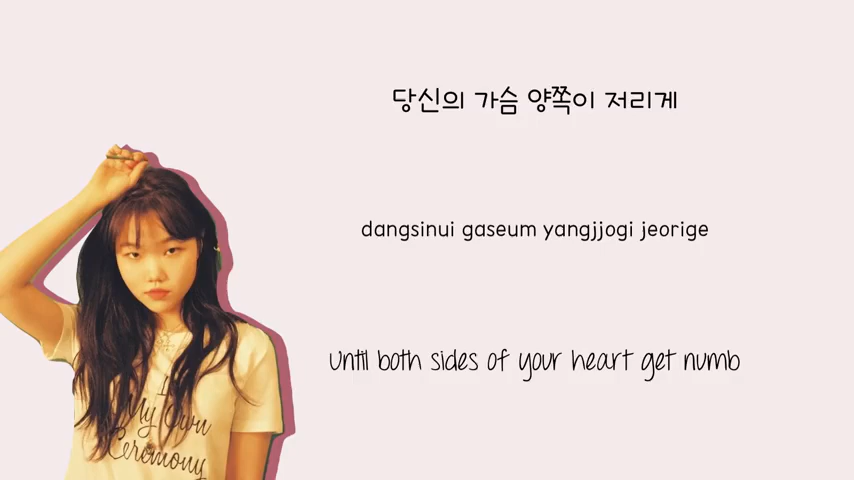 당신의 가슴 양쪽이 저리게
dangsinui gaseum yangjjogi jeorige
Until both sides of your heart get numb
My Own
Ceremony